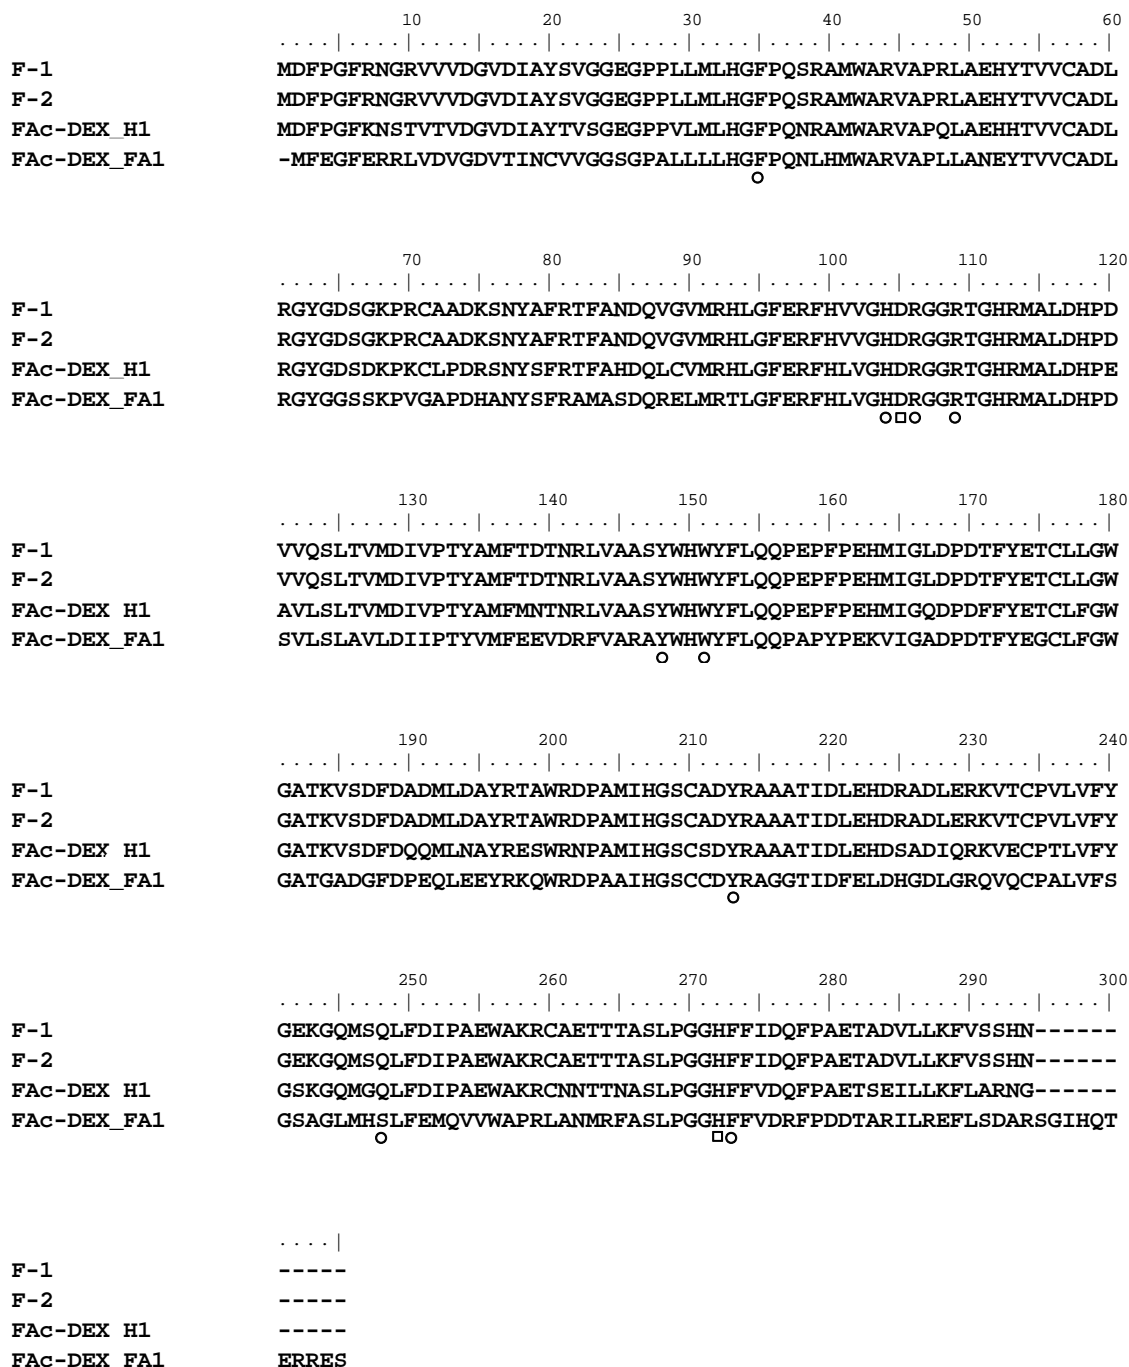 10 20 30 40 50 60
. . . . | . . . . | . . . . | . . . . | . . . . | . . . . | . . . . | . . . . | . . . . | . . . . | . . . . | . . . . |
F-1 MDFPGFRNGRVVVDGVDIAYSVGGEGPPLLMLHGFPQSRAMWARVAPRLAEHYTVVCADL
F-2 MDFPGFRNGRVVVDGVDIAYSVGGEGPPLLMLHGFPQSRAMWARVAPRLAEHYTVVCADL
FAc-DEX_H1 MDFPGFKNSTVTVDGVDIAYTVSGEGPPVLMLHGFPQNRAMWARVAPQLAEHHTVVCADL
FAc-DEX_FA1 -MFEGFERRLVDVGDVTINCVVGGSGPALLLLHGFPQNLHMWARVAPLLANEYTVVCADL
70 80 90 100 110 120
. . . . | . . . . | . . . . | . . . . | . . . . | . . . . | . . . . | . . . . | . . . . | . . . . | . . . . | . . . . |
F-1 RGYGDSGKPRCAADKSNYAFRTFANDQVGVMRHLGFERFHVVGHDRGGRTGHRMALDHPD
F-2 RGYGDSGKPRCAADKSNYAFRTFANDQVGVMRHLGFERFHVVGHDRGGRTGHRMALDHPD
FAc-DEX_H1 RGYGDSDKPKCLPDRSNYSFRTFAHDQLCVMRHLGFERFHLVGHDRGGRTGHRMALDHPE
FAc-DEX_FA1 RGYGGSSKPVGAPDHANYSFRAMASDQRELMRTLGFERFHLVGHDRGGRTGHRMALDHPD
130 140 150 160 170 180
. . . . | . . . . | . . . . | . . . . | . . . . | . . . . | . . . . | . . . . | . . . . | . . . . | . . . . | . . . . |
F-1 VVQSLTVMDIVPTYAMFTDTNRLVAASYWHWYFLQQPEPFPEHMIGLDPDTFYETCLLGW
F-2 VVQSLTVMDIVPTYAMFTDTNRLVAASYWHWYFLQQPEPFPEHMIGLDPDTFYETCLLGW
FAc-DEX H1 AVLSLTVMDIVPTYAMFMNTNRLVAASYWHWYFLQQPEPFPEHMIGQDPDFFYETCLFGW
FAc-DEX_FA1 SVLSLAVLDIIPTYVMFEEVDRFVARAYWHWYFLQQPAPYPEKVIGADPDTFYEGCLFGW
190 200 210 220 230 240
. . . . | . . . . | . . . . | . . . . | . . . . | . . . . | . . . . | . . . . | . . . . | . . . . | . . . . | . . . . |
F-1 GATKVSDFDADMLDAYRTAWRDPAMIHGSCADYRAAATIDLEHDRADLERKVTCPVLVFY
F-2 GATKVSDFDADMLDAYRTAWRDPAMIHGSCADYRAAATIDLEHDRADLERKVTCPVLVFY
FAc-DEX H1 GATKVSDFDQQMLNAYRESWRNPAMIHGSCSDYRAAATIDLEHDSADIQRKVECPTLVFY
FAc-DEX_FA1 GATGADGFDPEQLEEYRKQWRDPAAIHGSCCDYRAGGTIDFELDHGDLGRQVQCPALVFS
250 260 270 280 290 300
. . . . | . . . . | . . . . | . . . . | . . . . | . . . . | . . . . | . . . . | . . . . | . . . . | . . . . | . . . . |
F-1 GEKGQMSQLFDIPAEWAKRCAETTTASLPGGHFFIDQFPAETADVLLKFVSSHN------
F-2 GEKGQMSQLFDIPAEWAKRCAETTTASLPGGHFFIDQFPAETADVLLKFVSSHN------
FAc-DEX H1 GSKGQMGQLFDIPAEWAKRCNNTTNASLPGGHFFVDQFPAETSEILLKFLARNG------
FAc-DEX_FA1 GSAGLMHSLFEMQVVWAPRLANMRFASLPGGHFFVDRFPDDTARILREFLSDARSGIHQT
. . . . |
F-1 -----
F-2 -----
FAc-DEX H1 -----
FAc-DEX FA1 ERRES